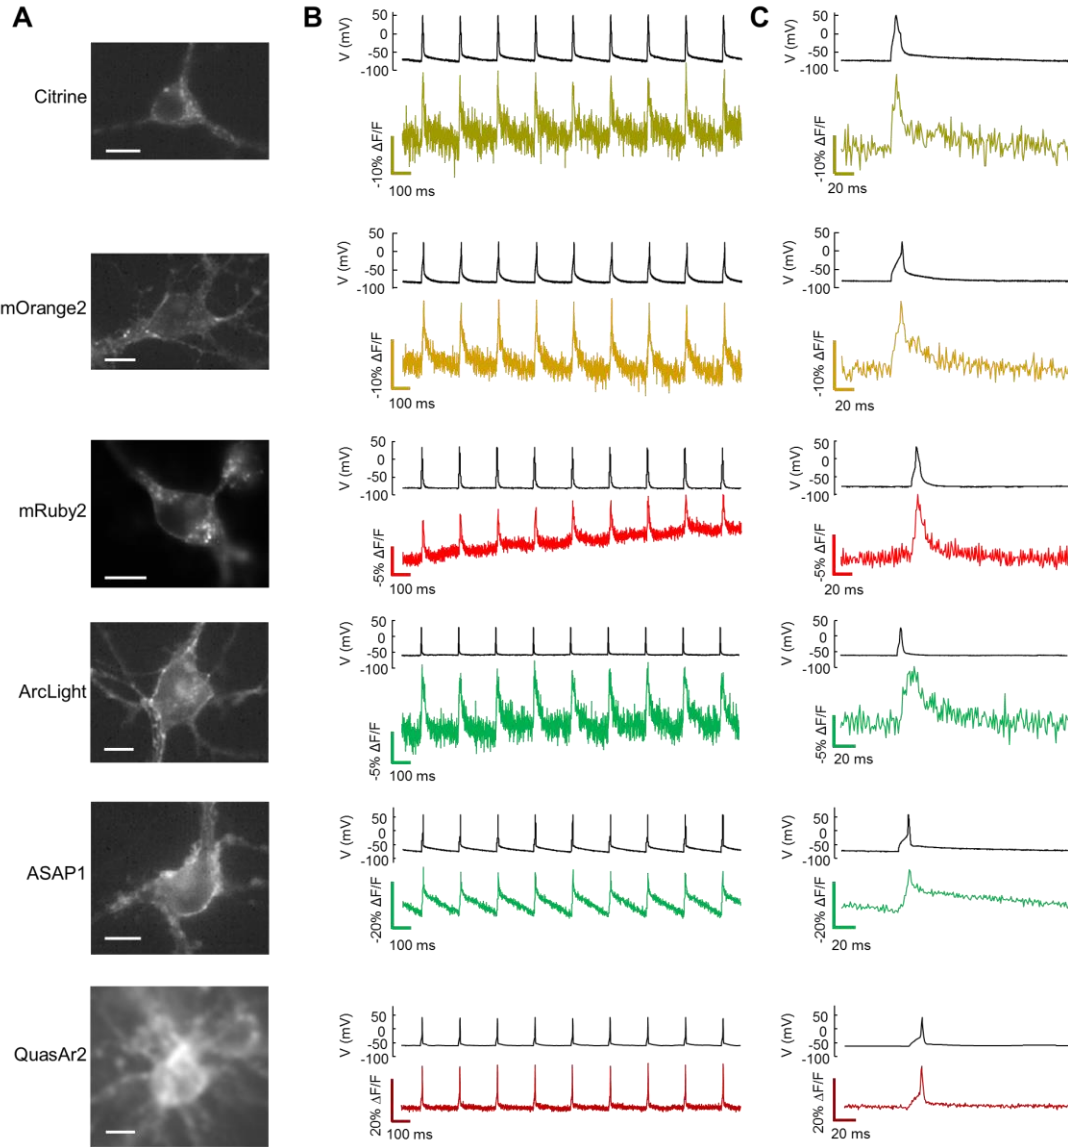 A
B
C
Citrine
V (mV)
50
0
-50
-100
-10% ΔF/F
100 ms
V (mV)
50
0
-50
-100
-10% ΔF/F
20 ms
mOrange2
V (mV)
50
0
-50
-100
-10% ΔF/F
100 ms
V (mV)
50
0
-50
-100
-10% ΔF/F
20 ms
mRuby2
V (mV)
50
0
-50
-100
-5% ΔF/F
100 ms
V (mV)
50
0
-50
-100
-5% ΔF/F
20 ms
ArcLight
V (mV)
50
0
-50
-100
-5% ΔF/F
100 ms
V (mV)
50
0
-50
-100
-5% ΔF/F
20 ms
ASAP1
V (mV)
50
0
-50
-100
-20% ΔF/F
100 ms
V (mV)
50
0
-50
-100
-20% ΔF/F
20 ms
QuasAr2
V (mV)
50
0
-50
-100
20% ΔF/F
100 ms
V (mV)
50
0
-50
-100
20% ΔF/F
20 ms